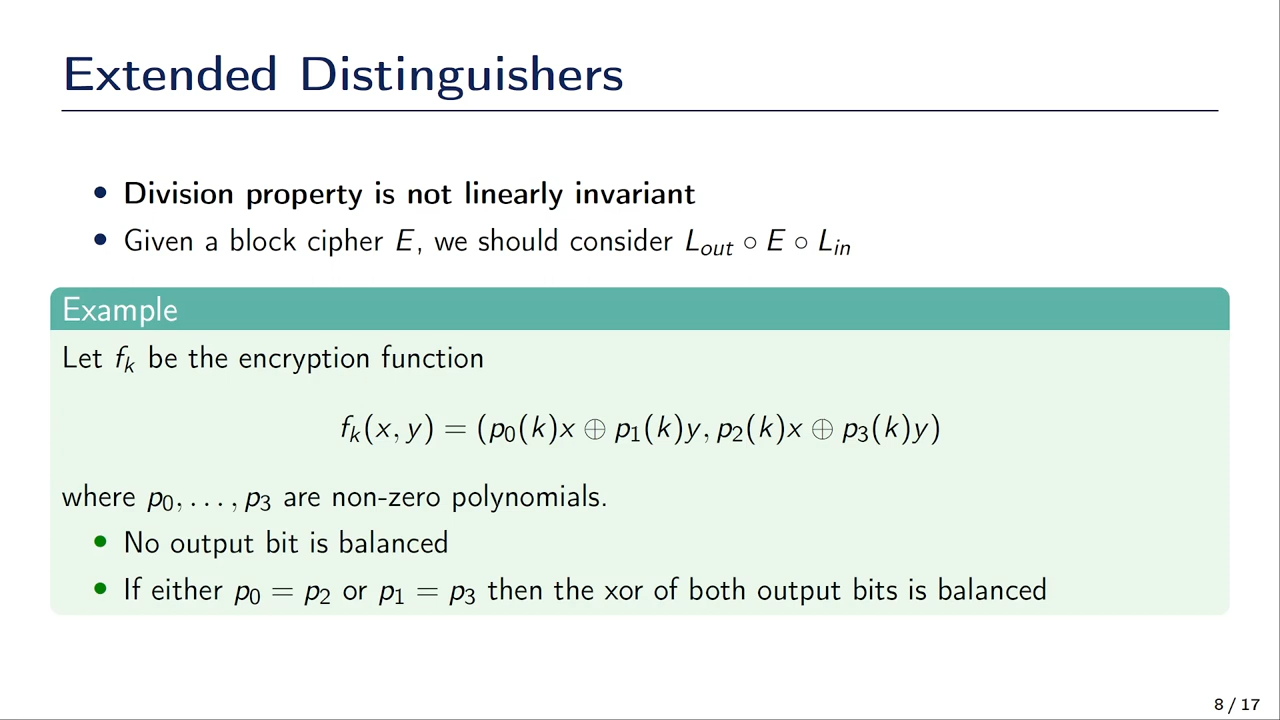 Extended Distinguishers
• Division property is not linearly invariant
• Given a block cipher E, we should consider L_out ∘ E ∘ L_in
Example
Let f_k be the encryption function
f_k(x, y) = (p_0(k)x ⊕ p_1(k)y, p_2(k)x ⊕ p_3(k)y)
where p_0, . . . , p_3 are non-zero polynomials.
• No output bit is balanced
• If either p_0 = p_2 or p_1 = p_3 then the xor of both output bits is balanced
8 / 17